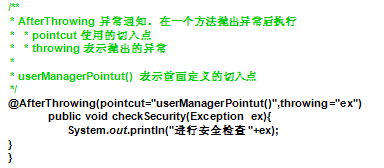 /**
* AfterThrowing 异常通知，在一个方法抛出异常后执行
* * pointcut 使用的切入点
* * throwing 表示抛出的异常
*
* userManagerPointut() 表示前面定义的切入点
*/
@AfterThrowing(pointcut="userManagerPointut()",throwing="ex")
public void checkSecurity(Exception ex){
System.out.println("进行安全检查"+ex);
}
}